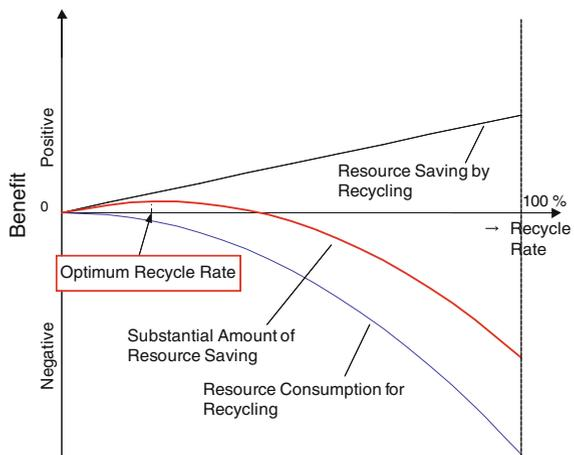 Benefit
Positive
0
Negative
Resource Saving by
Recycling
100 %
→ Recycle
Rate
Optimum Recycle Rate
Substantial Amount of
Resource Saving
Resource Consumption for
Recycling